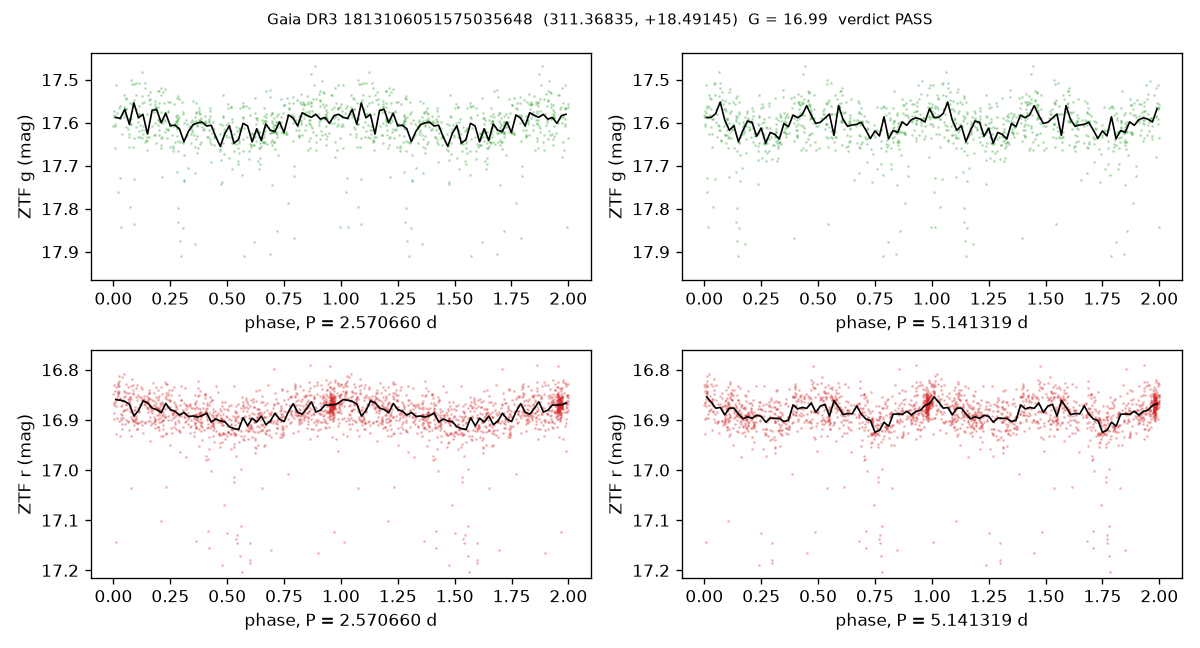 Gaia DR3 1813106051575035648 (311.36835, +18.49145) G = 16.99 verdict PASS
ZTF g (mag)
17.5
17.6
17.7
17.8
17.9
0.00 0.25 0.50 0.75 1.00 1.25 1.50 1.75 2.00
phase, P = 2.570660 d
ZTF g (mag)
17.5
17.6
17.7
17.8
17.9
0.00 0.25 0.50 0.75 1.00 1.25 1.50 1.75 2.00
phase, P = 5.141319 d
ZTF r (mag)
16.8
16.9
17.0
17.1
17.2
0.00 0.25 0.50 0.75 1.00 1.25 1.50 1.75 2.00
phase, P = 2.570660 d
ZTF r (mag)
16.8
16.9
17.0
17.1
17.2
0.00 0.25 0.50 0.75 1.00 1.25 1.50 1.75 2.00
phase, P = 5.141319 d